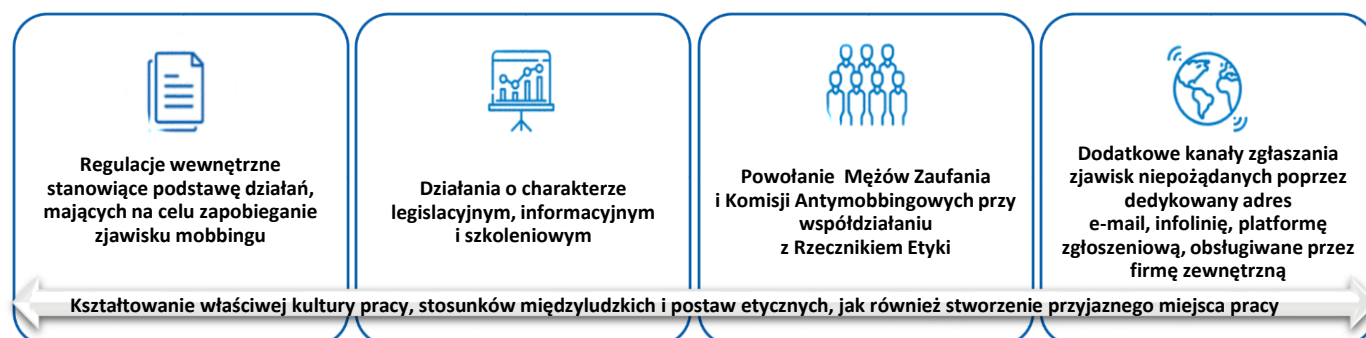 Regulacje wewnętrzne
stanowiące podstawę działań,
mających na celu zapobieganie
zjawisku mobbingu
Działania o charakterze
legislacyjnym, informacyjnym
i szkoleniowym
Powołanie Mężów Zaufania
i Komisji Antymobbingowych przy
współdziałaniu
z Rzecznikiem Etyki
Dodatkowe kanały zgłaszania
zjawisk niepożądanych poprzez
dedykowany adres
e-mail, infolinię, platformę
zgłoszeniową, obsługiwane przez
firmę zewnętrzną
Kształtowanie właściwej kultury pracy, stosunków międzyludzkich i postaw etycznych, jak również stworzenie przyjaznego miejsca pracy